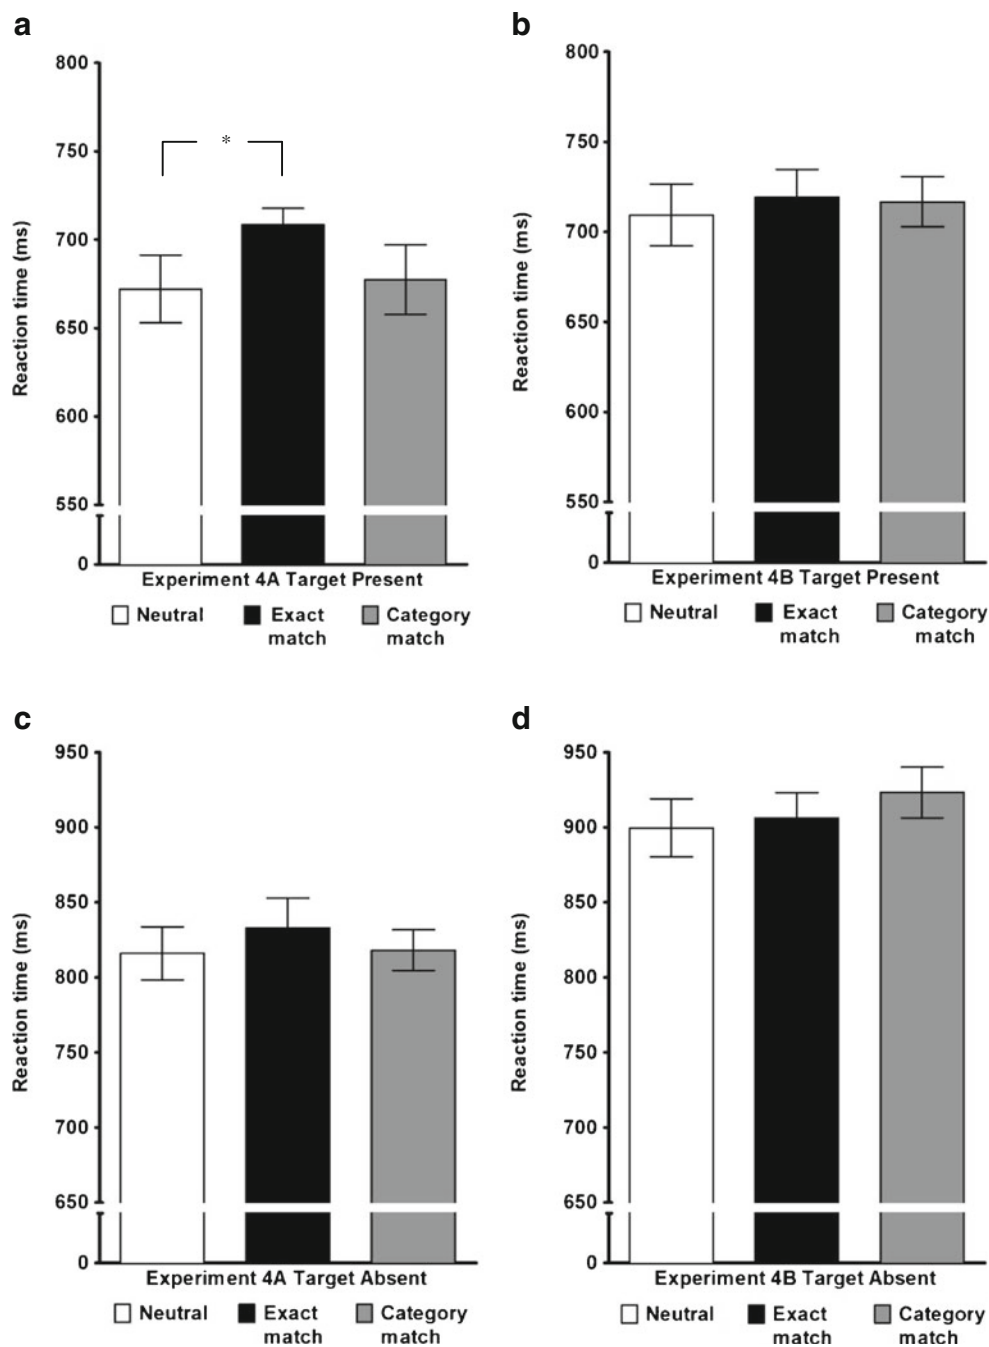 a
800
750
*
700
650
600
550
0
Reaction time (ms)
Experiment 4A Target Present
Neutral
Exact
match
Category
match
b
800
750
700
650
600
550
0
Reaction time (ms)
Experiment 4B Target Present
Neutral
Exact
match
Category
match
c
950
900
850
800
750
700
650
0
Reaction time (ms)
Experiment 4A Target Absent
Neutral
Exact
match
Category
match
d
950
900
850
800
750
700
650
0
Reaction time (ms)
Experiment 4B Target Absent
Neutral
Exact
match
Category
match